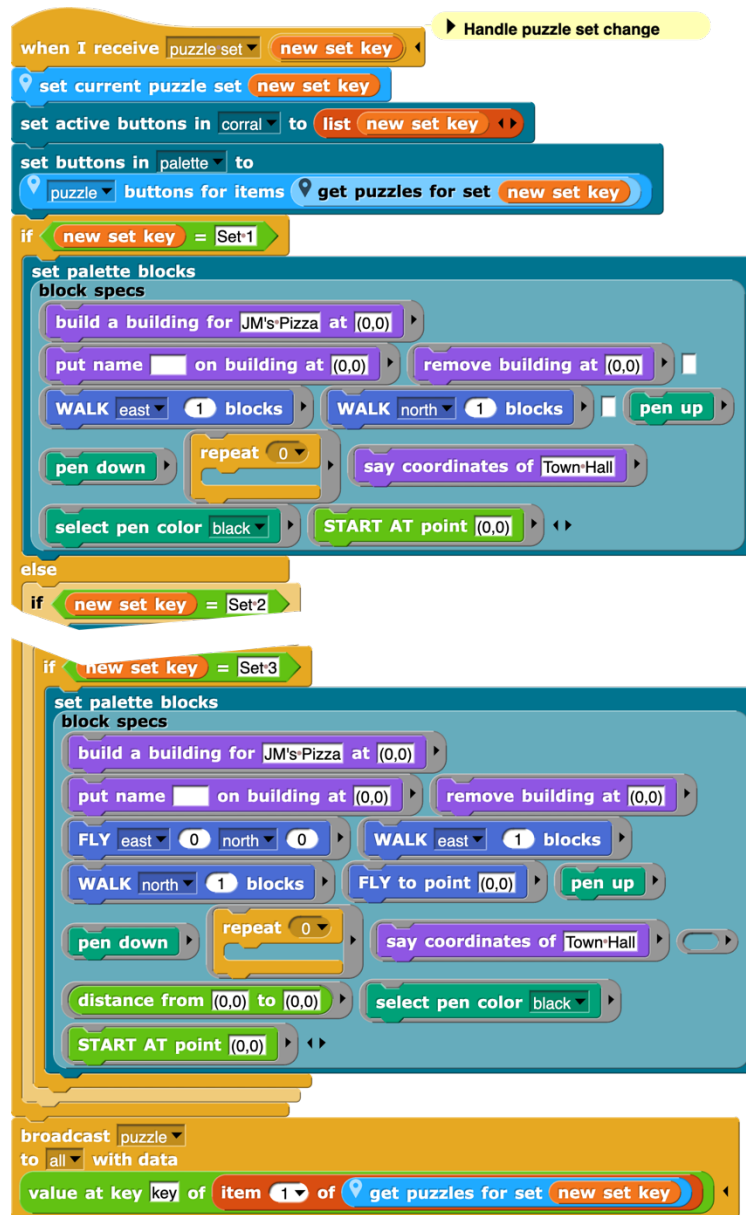 Handle puzzle set change
when I receive puzzle set new set key
set current puzzle set new set key
set active buttons in corral to list new set key
set buttons in palette to
puzzle buttons for items get puzzles for set new set key
if new set key = Set 1
set palette blocks
block specs
build a building for JM's Pizza at (0,0)
put name on building at (0,0) remove building at (0,0)
WALK east 1 blocks WALK north 1 blocks pen up
pen down repeat 0 say coordinates of Town Hall
select pen color black START AT point (0,0)
else
if new set key = Set 2
if new set key = Set 3
set palette blocks
block specs
build a building for JM's Pizza at (0,0)
put name on building at (0,0) remove building at (0,0)
FLY east 0 north 0 WALK east 1 blocks
WALK north 1 blocks FLY to point (0,0) pen up
pen down repeat 0 say coordinates of Town Hall
distance from (0,0) to (0,0) select pen color black
START AT point (0,0)
broadcast puzzle
to all with data
value at key key of item 1 of get puzzles for set new set key